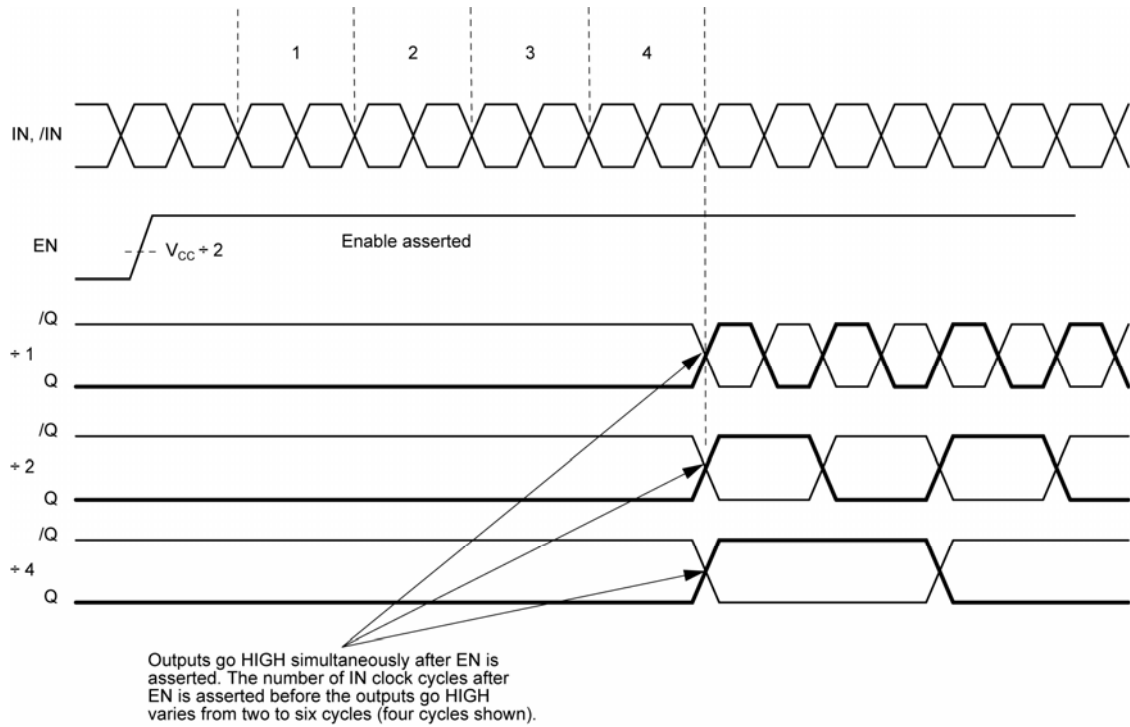 1
2
3
4
IN, /IN
EN
V_CC ÷ 2
Enable asserted
/Q
÷ 1
Q
/Q
÷ 2
Q
/Q
÷ 4
Q
Outputs go HIGH simultaneously after EN is
asserted. The number of IN clock cycles after
EN is asserted before the outputs go HIGH
varies from two to six cycles (four cycles shown).